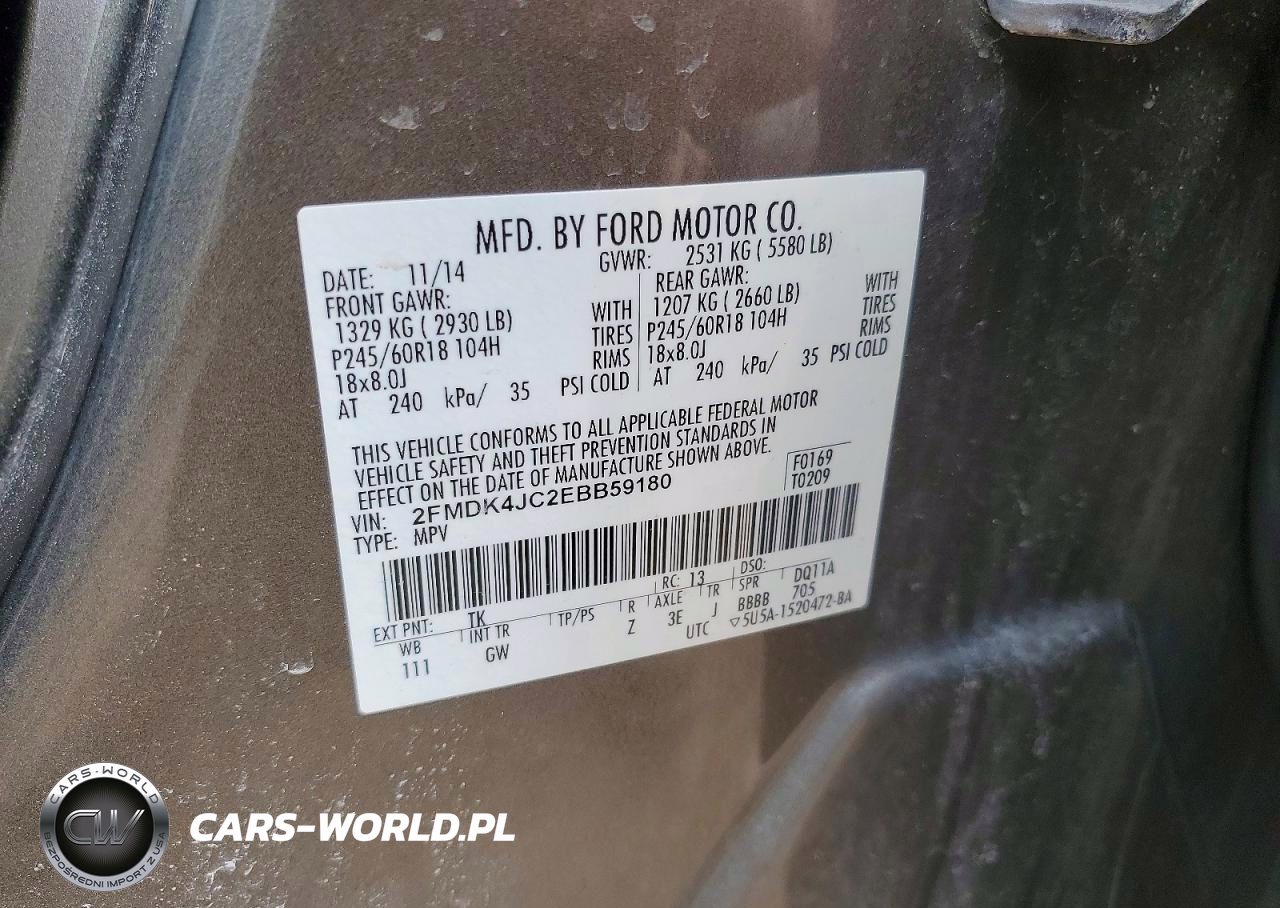 MFD. BY FORD MOTOR CO.
DATE: 11/14
GVWR: 2531 KG ( 5580 LB)
FRONT GAWR:
1329 KG ( 2930 LB) WITH
P245/60R18 104H TIRES
18x8.0J RIMS
AT 240 kPa/ 35 PSI COLD
REAR GAWR:
1207 KG ( 2660 LB) WITH
P245/60R18 104H TIRES
18x8.0J RIMS
AT 240 kPa/ 35 PSI COLD
THIS VEHICLE CONFORMS TO ALL APPLICABLE FEDERAL MOTOR
VEHICLE SAFETY AND THEFT PREVENTION STANDARDS IN
EFFECT ON THE DATE OF MANUFACTURE SHOWN ABOVE.
F0169
T0209
VIN: 2FMDK4JC2EBB59180
TYPE: MPV
EXT PNT: TK RC: 13 DSO:
WB INT TR TP/PS R AXLE TR SPR DQ11A
111 GW Z 3E J BBBB 705
UTC ▽5U5A-1520472-BA
CARS-WORLD
CW
BEZPOŚREDNI IMPORT Z USA
CARS-WORLD.PL